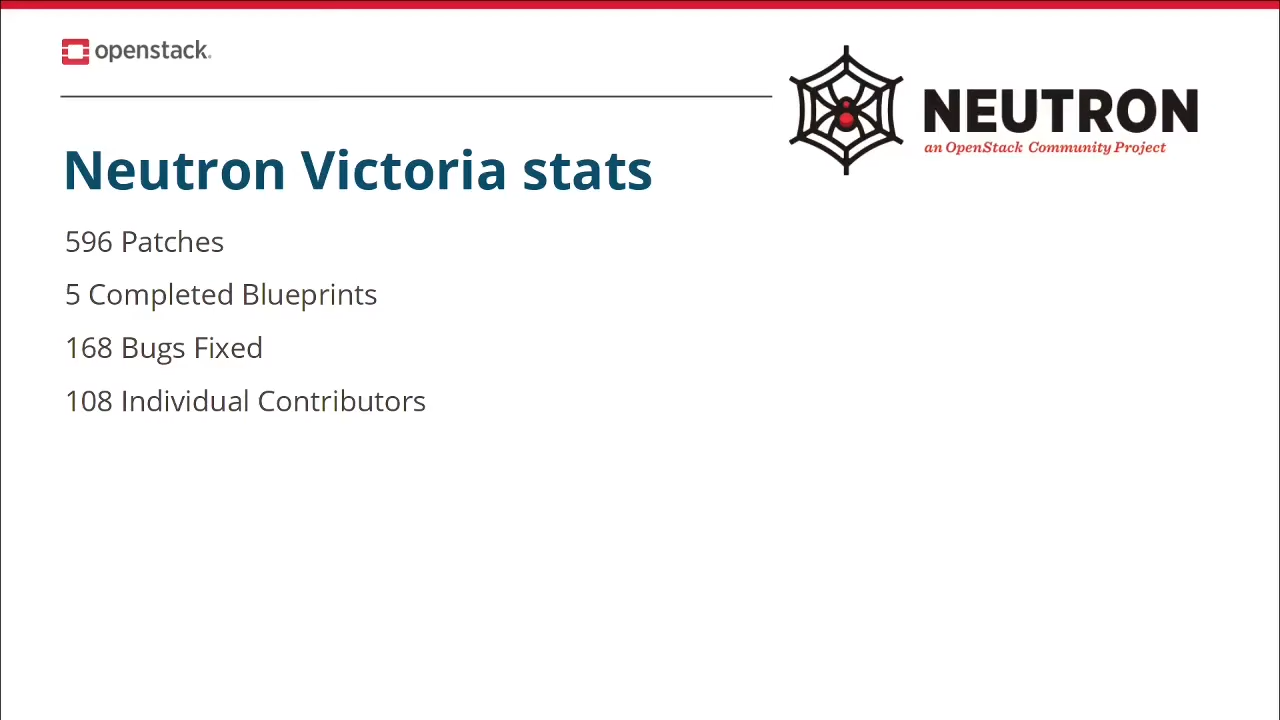 openstack.
NEUTRON
an OpenStack Community Project
Neutron Victoria stats
596 Patches
5 Completed Blueprints
168 Bugs Fixed
108 Individual Contributors